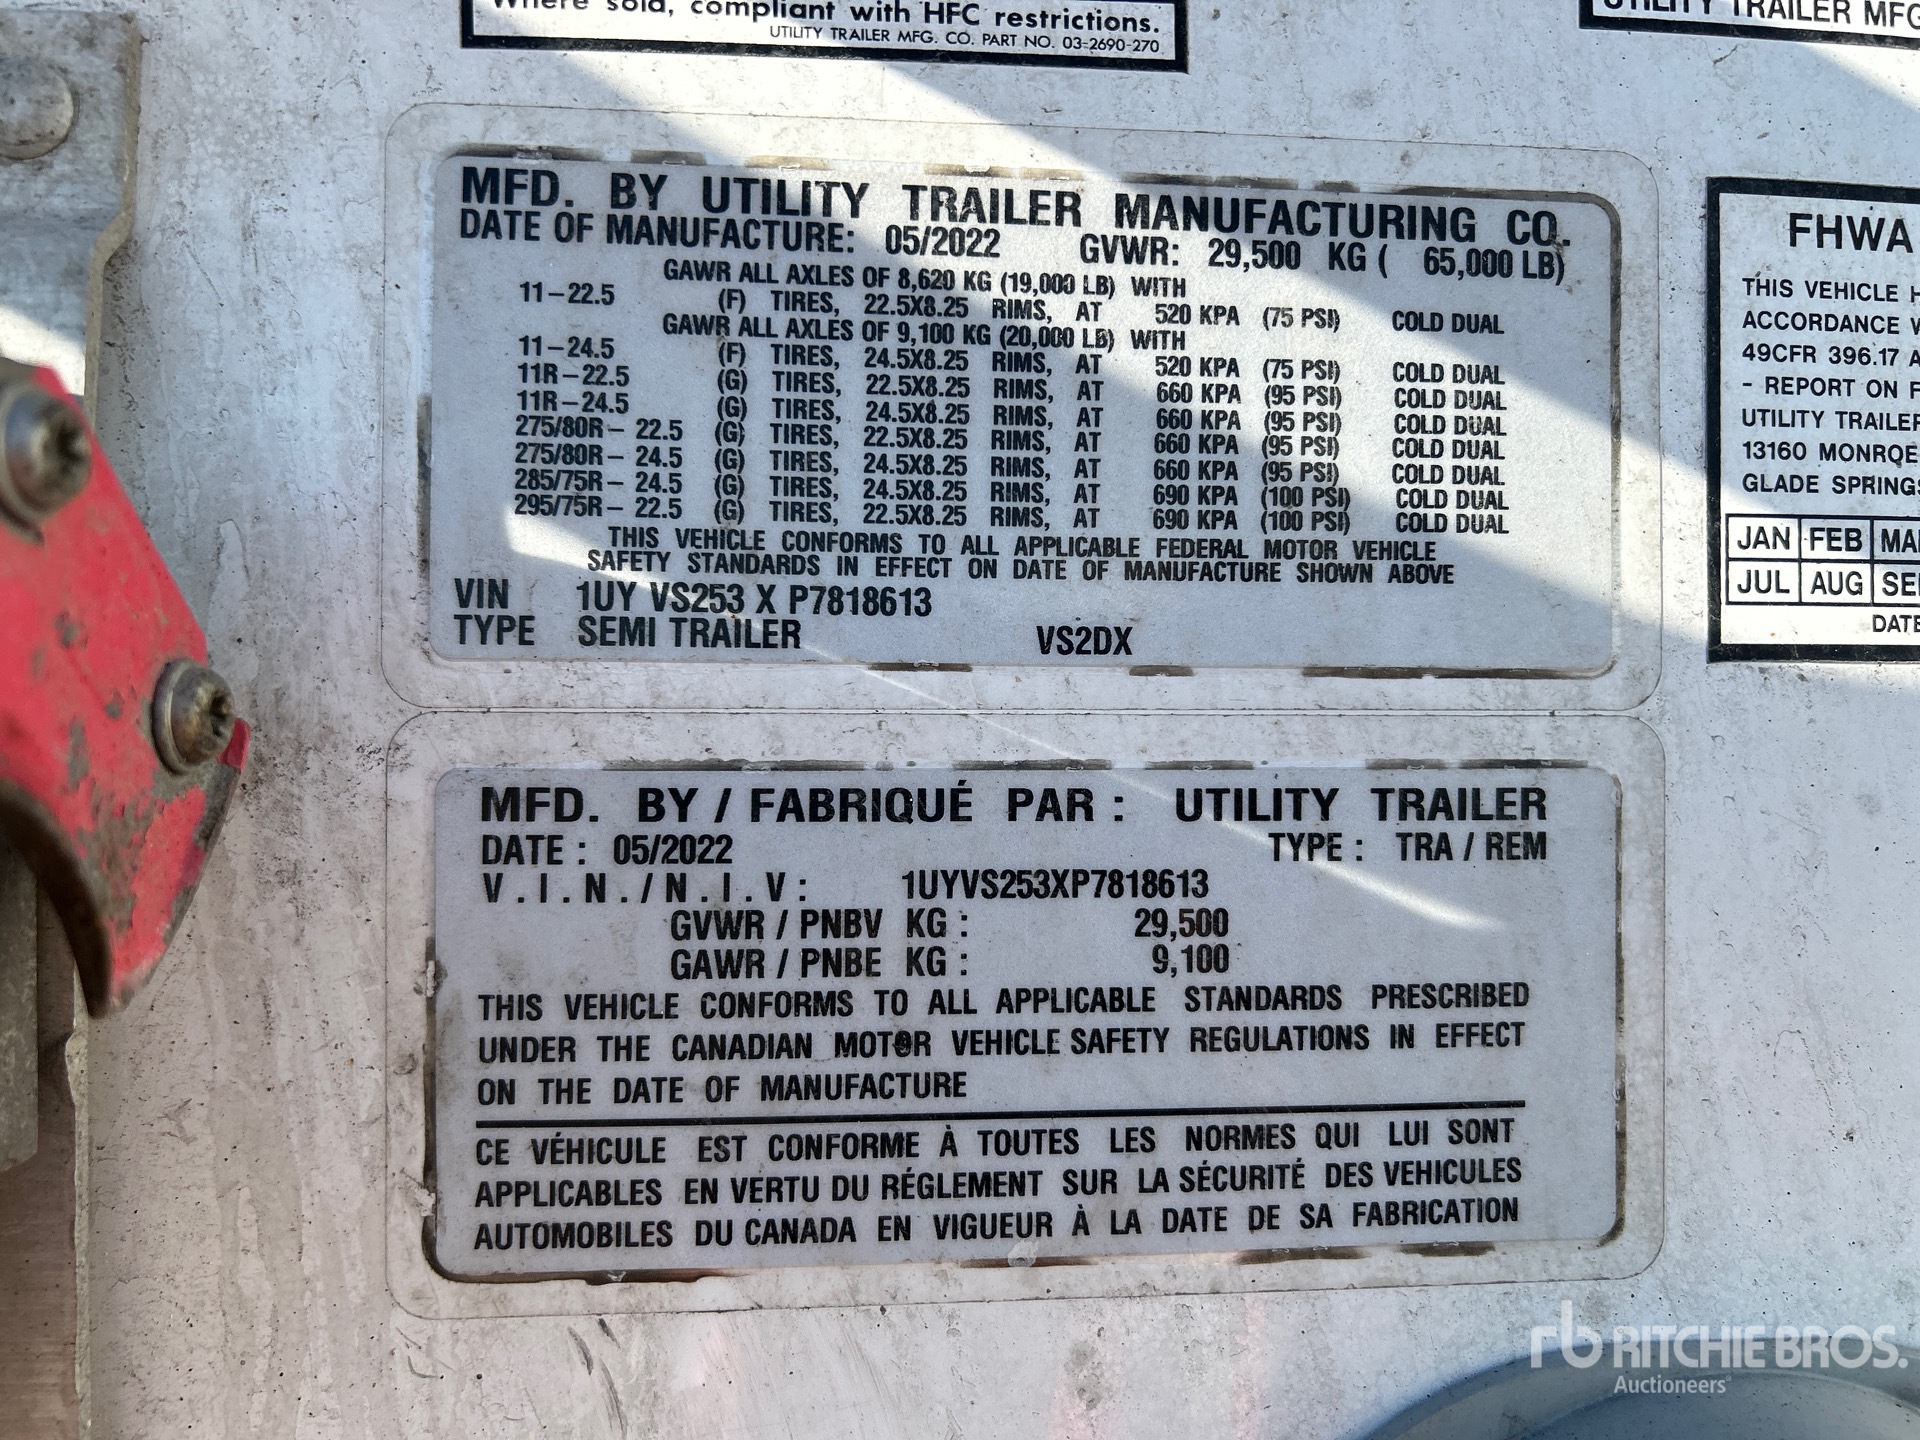 Where sold, compliant with HFC restrictions.
UTILITY TRAILER MFG. CO. PART NO. 03-2690-270
UTILITY TRAILER MFG
MFD. BY UTILITY TRAILER MANUFACTURING CO.
DATE OF MANUFACTURE: 05/2022 GVWR: 29,500 KG ( 65,000 LB)
GAWR ALL AXLES OF 8,620 KG (19,000 LB) WITH
11-22.5 (F) TIRES, 22.5X8.25 RIMS, AT 520 KPA (75 PSI) COLD DUAL
GAWR ALL AXLES OF 9,100 KG (20,000 LB) WITH
11-24.5 (F) TIRES, 24.5X8.25 RIMS, AT 520 KPA (75 PSI) COLD DUAL
11R-22.5 (G) TIRES, 22.5X8.25 RIMS, AT 660 KPA (95 PSI) COLD DUAL
11R-24.5 (G) TIRES, 24.5X8.25 RIMS, AT 660 KPA (95 PSI) COLD DUAL
275/80R- 22.5 (G) TIRES, 22.5X8.25 RIMS, AT 660 KPA (95 PSI) COLD DUAL
275/80R- 24.5 (G) TIRES, 24.5X8.25 RIMS, AT 660 KPA (95 PSI) COLD DUAL
285/75R- 24.5 (G) TIRES, 24.5X8.25 RIMS, AT 690 KPA (100 PSI) COLD DUAL
295/75R- 22.5 (G) TIRES, 22.5X8.25 RIMS, AT 690 KPA (100 PSI) COLD DUAL
THIS VEHICLE CONFORMS TO ALL APPLICABLE FEDERAL MOTOR VEHICLE
SAFETY STANDARDS IN EFFECT ON DATE OF MANUFACTURE SHOWN ABOVE
VIN 1UY VS253 X P7818613
TYPE SEMI TRAILER VS2DX
FHWA
THIS VEHICLE H
ACCORDANCE W
49CFR 396.17 A
- REPORT ON F
UTILITY TRAILER
13160 MONROE
GLADE SPRINGS
JAN FEB MA
JUL AUG SE
DATE
MFD. BY / FABRIQUÉ PAR : UTILITY TRAILER
DATE : 05/2022 TYPE : TRA / REM
V.I.N./N.I.V: 1UYVS253XP7818613
GVWR / PNBV KG : 29,500
GAWR / PNBE KG : 9,100
THIS VEHICLE CONFORMS TO ALL APPLICABLE STANDARDS PRESCRIBED
UNDER THE CANADIAN MOTOR VEHICLE SAFETY REGULATIONS IN EFFECT
ON THE DATE OF MANUFACTURE
CE VÉHICULE EST CONFORME À TOUTES LES NORMES QUI LUI SONT
APPLICABLES EN VERTU DU RÉGLEMENT SUR LA SÉCURITÉ DES VEHICULES
AUTOMOBILES DU CANADA EN VIGUEUR À LA DATE DE SA FABRICATION
rb RITCHIE BROS.
Auctioneers